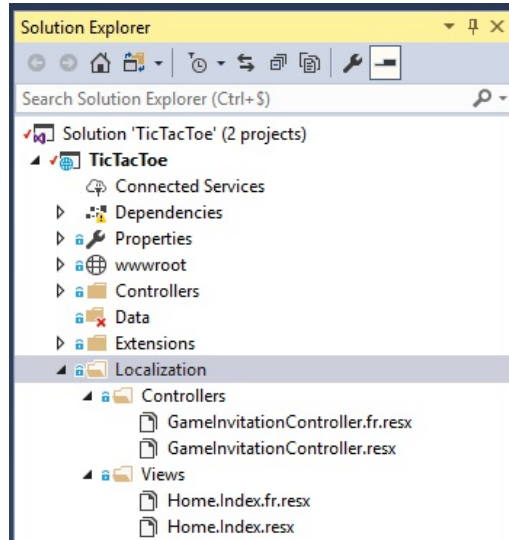 Solution Explorer
Search Solution Explorer (Ctrl+$)
Solution 'TicTacToe' (2 projects)
TicTacToe
Connected Services
Dependencies
Properties
wwwroot
Controllers
Data
Extensions
Localization
Controllers
GameInvitationController.fr.resx
GameInvitationController.resx
Views
Home.Index.fr.resx
Home.Index.resx